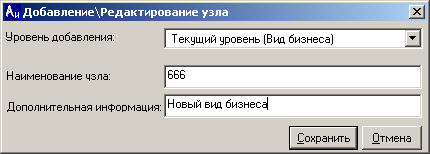 Аи Добавление\Редактирование узла
Уровень добавления: Текущий уровень (Вид бизнеса)
Наименование узла: 666
Дополнительная информация: Новый вид бизнеса
Сохранить Отмена